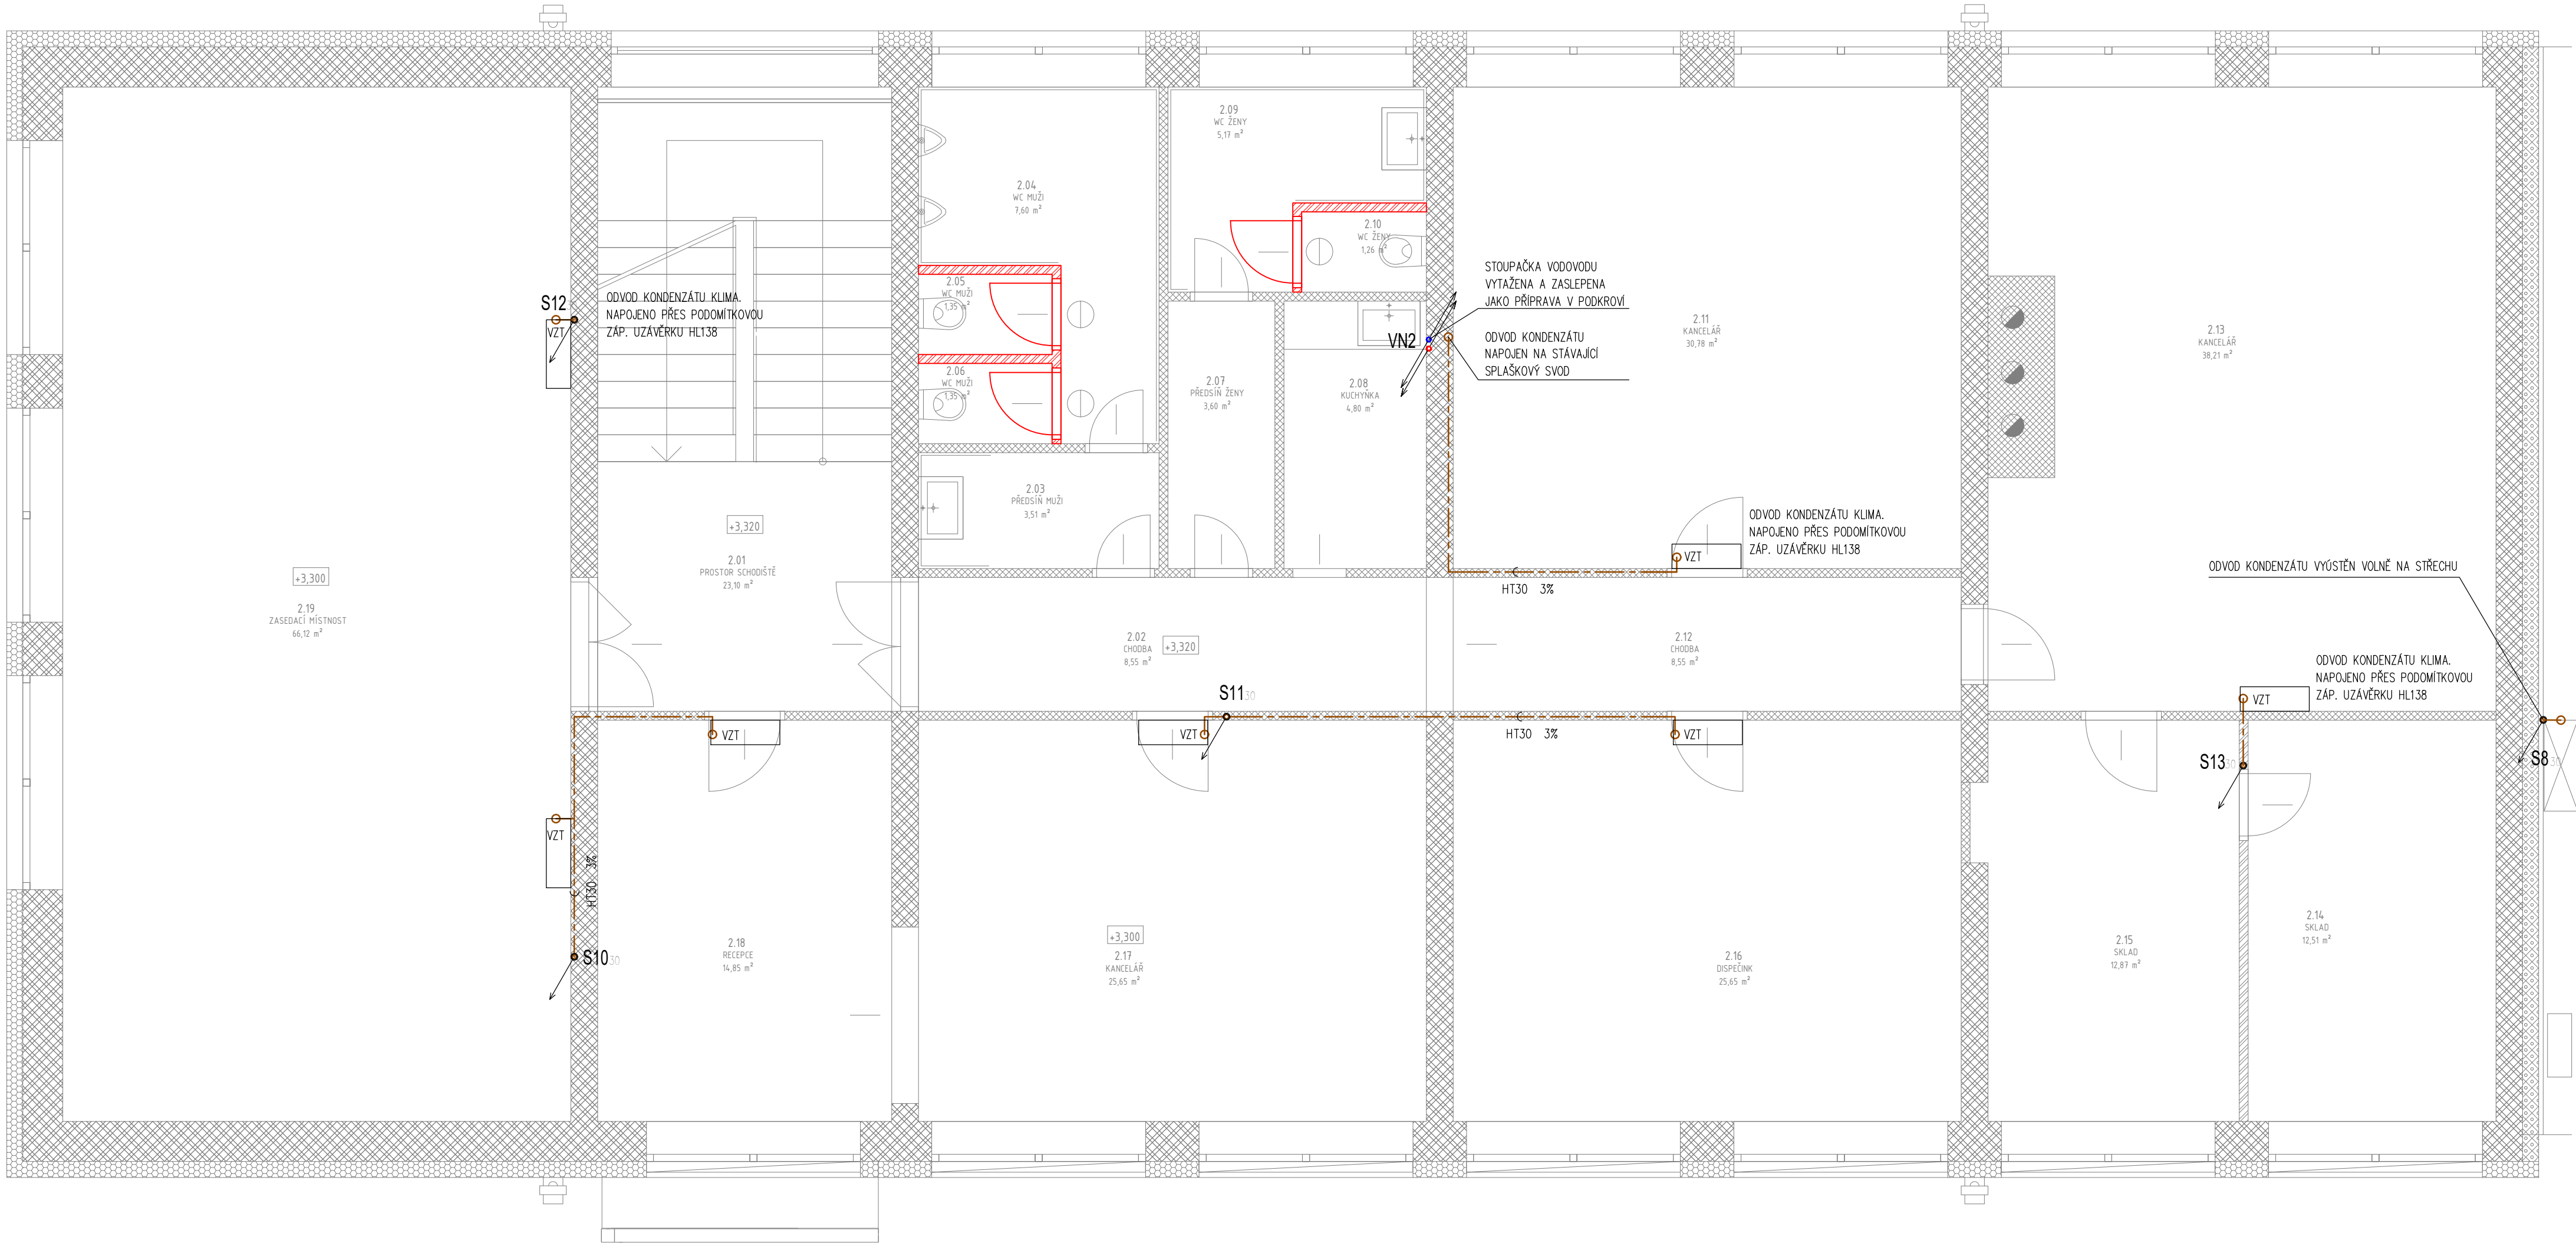 2.09
WC ŽENY
5,17 m²
2.04
WC MUŽI
7,60 m²
2.10
WC ŽENY
1,26 m²
2.05
WC MUŽI
1,35 m²
2.06
WC MUŽI
1,35 m²
S12
VZT
ODVOD KONDENZÁTU KLIMA.
NAPOJENO PŘES PODOMÍTKOVOU
ZÁP. UZÁVĚRKU HL138
STOUPAČKA VODOVODU
VYTAŽENA A ZASLEPENA
JAKO PŘÍPRAVA V PODKROVÍ
VN2
ODVOD KONDENZÁTU
NAPOJEN NA STÁVAJÍCÍ
SPLAŠKOVÝ SVOD
2.11
KANCELÁŘ
30,78 m²
2.13
KANCELÁŘ
38,21 m²
2.07
PŘEDSÍŇ ŽENY
3,60 m²
2.08
KUCHYŇKA
4,80 m²
2.03
PŘEDSÍŇ MUŽI
3,51 m²
+3,320
2.01
PROSTOR SCHODIŠTĚ
23,10 m²
+3,300
2.19
ZASEDACÍ MÍSTNOST
66,12 m²
ODVOD KONDENZÁTU KLIMA.
NAPOJENO PŘES PODOMÍTKOVOU
ZÁP. UZÁVĚRKU HL138
VZT
HT30 3%
ODVOD KONDENZÁTU VYÚSTĚN VOLNĚ NA STŘECHU
2.02
CHODBA
8,55 m²
+3,320
2.12
CHODBA
8,55 m²
ODVOD KONDENZÁTU KLIMA.
NAPOJENO PŘES PODOMÍTKOVOU
ZÁP. UZÁVĚRKU HL138
VZT
S11 30
VZT
VZT
VZT
HT30 3%
S13 30
S8 30
VZT
HT30 3%
S10 30
2.18
RECEPCE
14,85 m²
+3,300
2.17
KANCELÁŘ
25,65 m²
2.16
DISPEČINK
25,65 m²
2.15
SKLAD
12,87 m²
2.14
SKLAD
12,51 m²